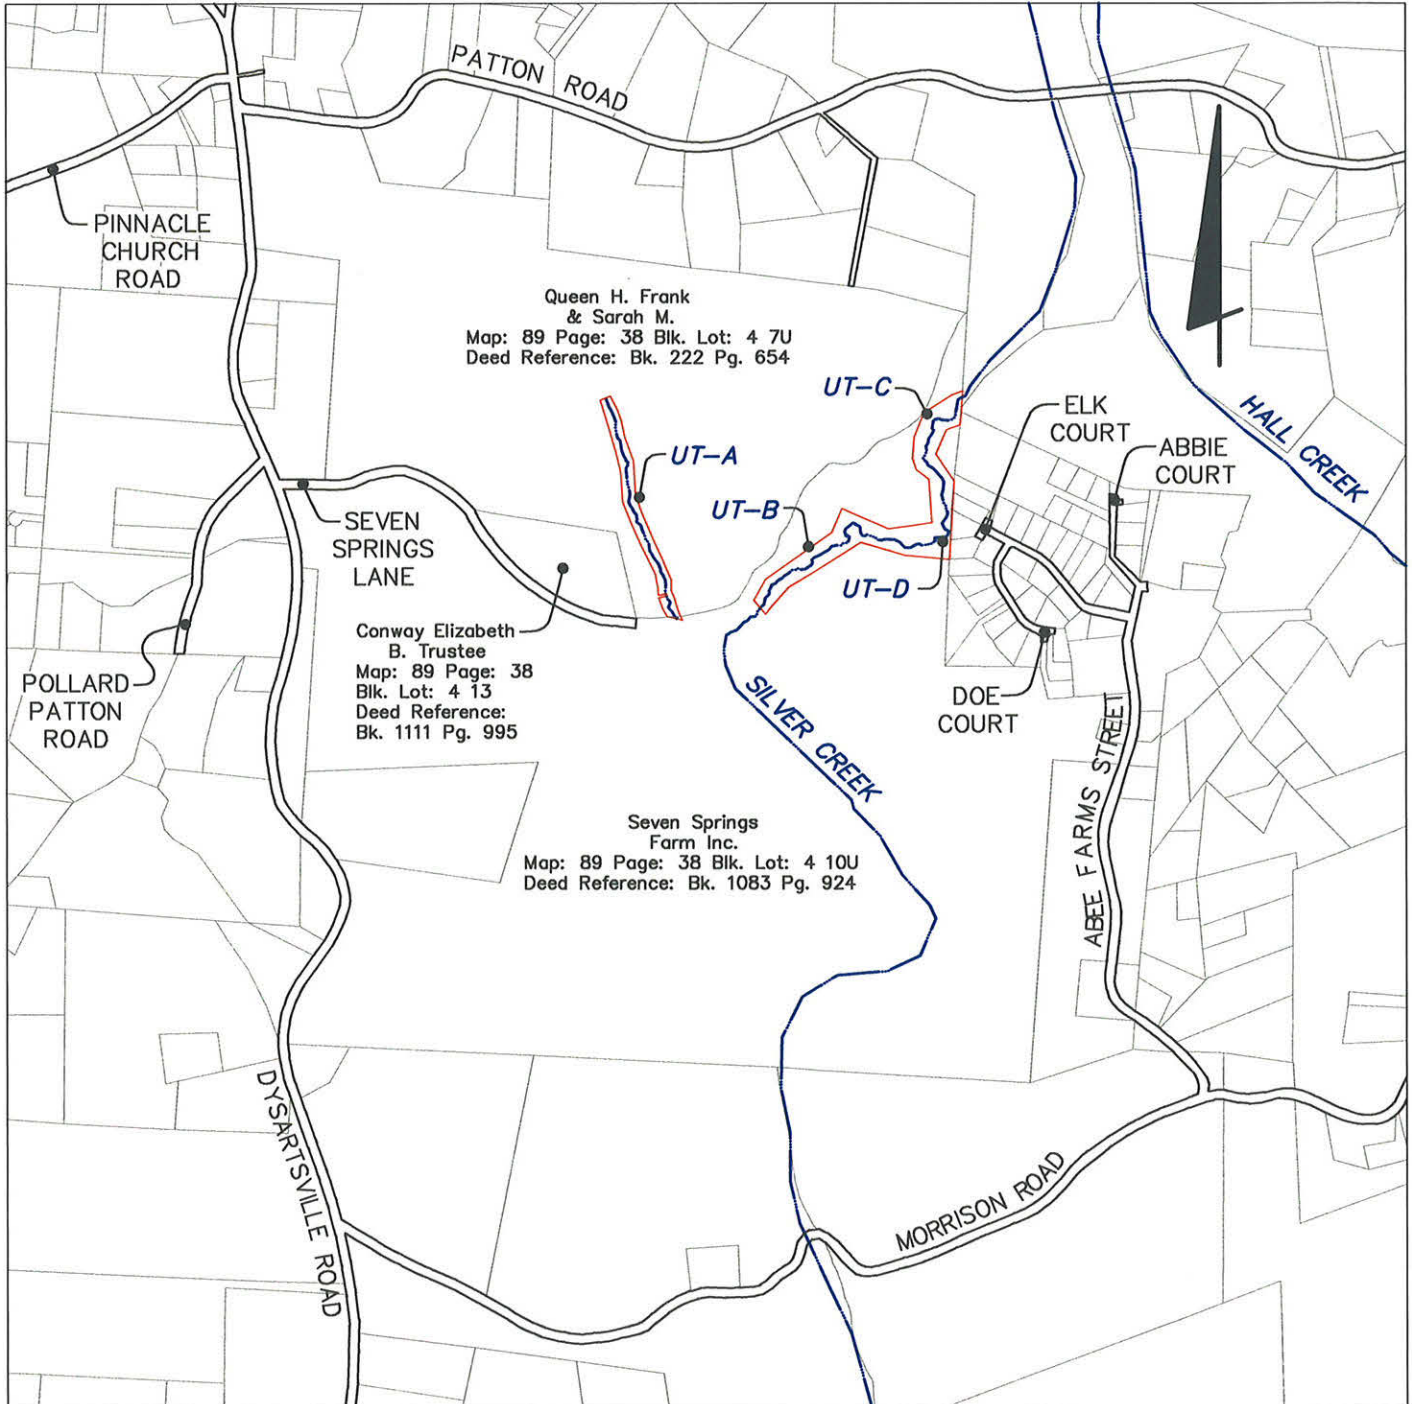 PATTON ROAD
PINNACLE
CHURCH
ROAD
Queen H. Frank
& Sarah M.
Map: 89 Page: 38 Blk. Lot: 4 7U
Deed Reference: Bk. 222 Pg. 654
UT-C
ELK
COURT
HALL CREEK
ABBIE
COURT
UT-A
UT-B
SEVEN
SPRINGS
LANE
UT-D
Conway Elizabeth
B. Trustee
Map: 89 Page: 38
Blk. Lot: 4 13
Deed Reference:
Bk. 1111 Pg. 995
POLLARD
PATTON
ROAD
DOE
COURT
SILVER CREEK
ABEE FARMS STREET
Seven Springs
Farm Inc.
Map: 89 Page: 38 Blk. Lot: 4 10U
Deed Reference: Bk. 1083 Pg. 924
DYSARTSVILLE ROAD
MORRISON ROAD